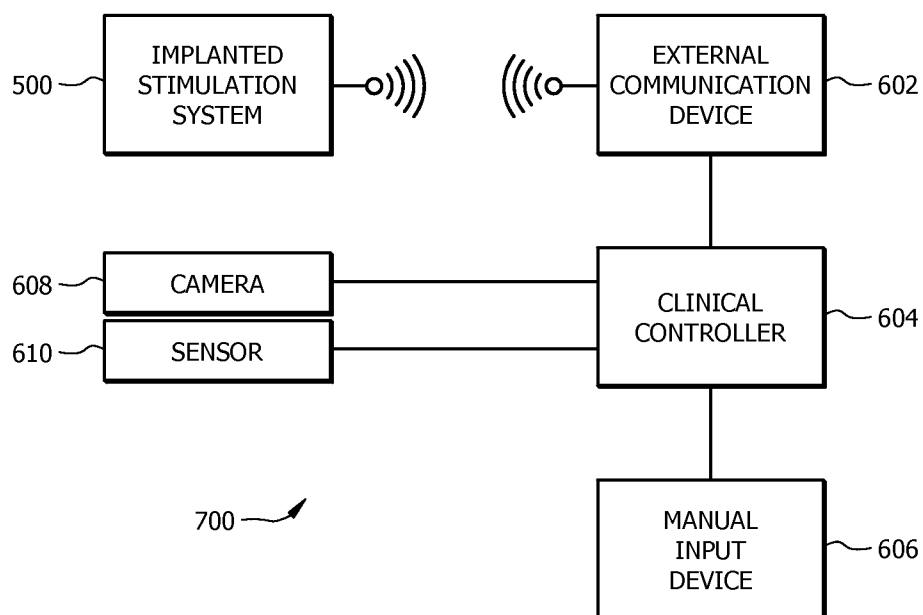 500
IMPLANTED
STIMULATION
SYSTEM
EXTERNAL
COMMUNICATION
DEVICE
602
608
CAMERA
610
SENSOR
CLINICAL
CONTROLLER
604
700
MANUAL
INPUT
DEVICE
606